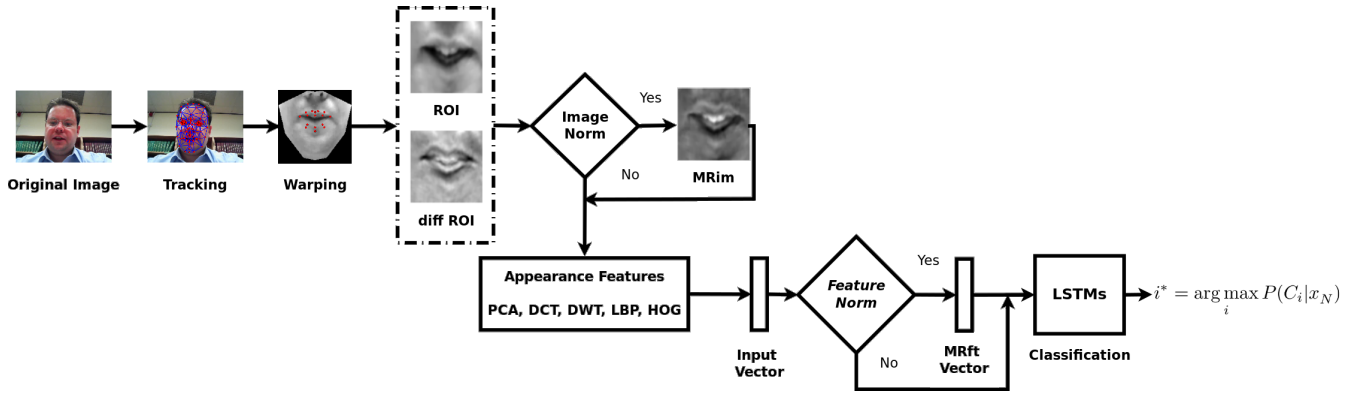 Original Image
Tracking
Warping
ROI
diff ROI
Image
Norm
Yes
No
MRim
Appearance Features
PCA, DCT, DWT, LBP, HOG
Input
Vector
Feature
Norm
Yes
No
MRft
Vector
LSTMs
Classification
i* = arg max P(C_i|x_N)
i